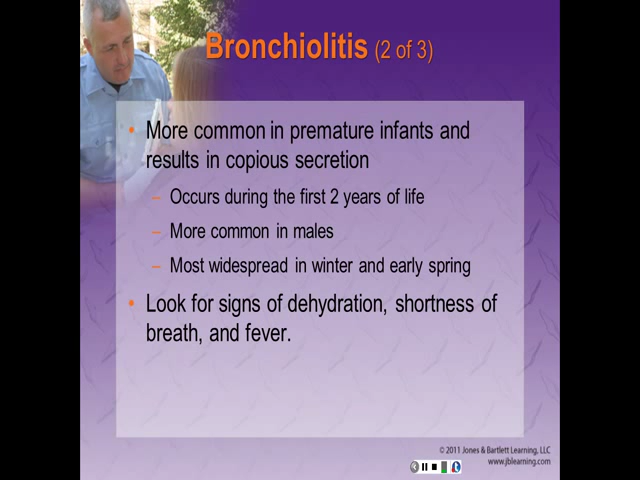 Bronchiolitis (2 of 3)
• More common in premature infants and
results in copious secretion
– Occurs during the first 2 years of life
– More common in males
– Most widespread in winter and early spring
• Look for signs of dehydration, shortness of
breath, and fever.
© 2011 Jones & Bartlett Learning, LLC
www.jblearning.com